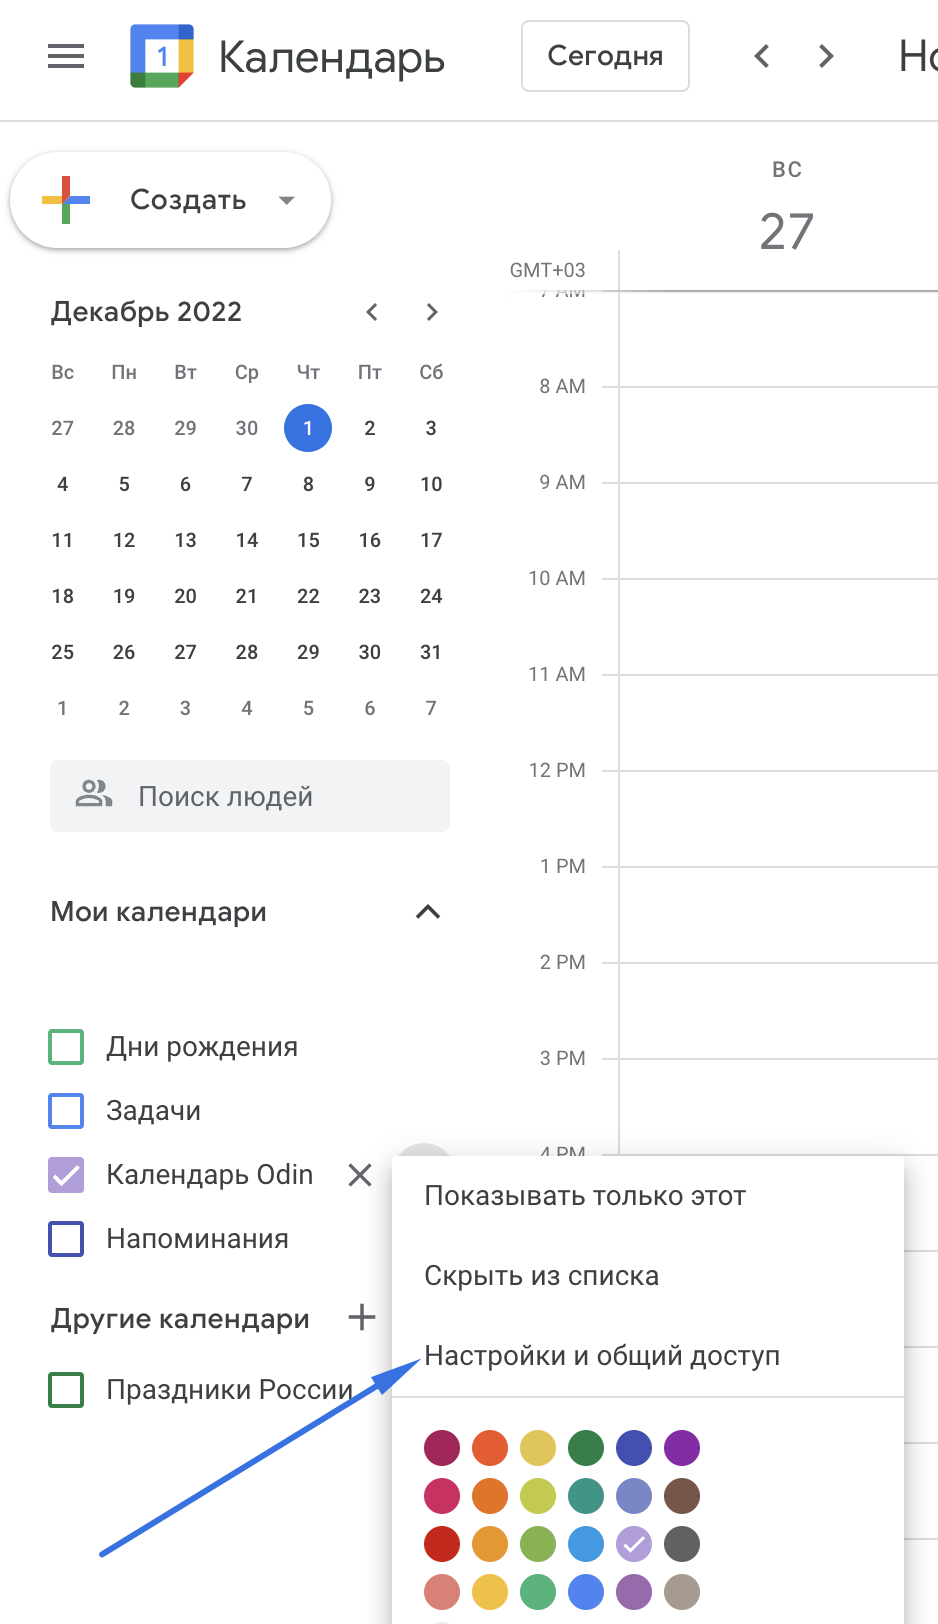 1
Календарь
Сегодня
Создать
ВС
27
GMT+03
Декабрь 2022
7 AM
Вс Пн Вт Ср Чт Пт Сб
27 28 29 30 1 2 3
4 5 6 7 8 9 10
11 12 13 14 15 16 17
18 19 20 21 22 23 24
25 26 27 28 29 30 31
1 2 3 4 5 6 7
8 AM
9 AM
10 AM
11 AM
12 PM
1 PM
2 PM
3 PM
4 PM
Поиск людей
Мои календари
Дни рождения
Задачи
Календарь Odin
Напоминания
Другие календари
Праздники России
Показывать только этот
Скрыть из списка
Настройки и общий доступ